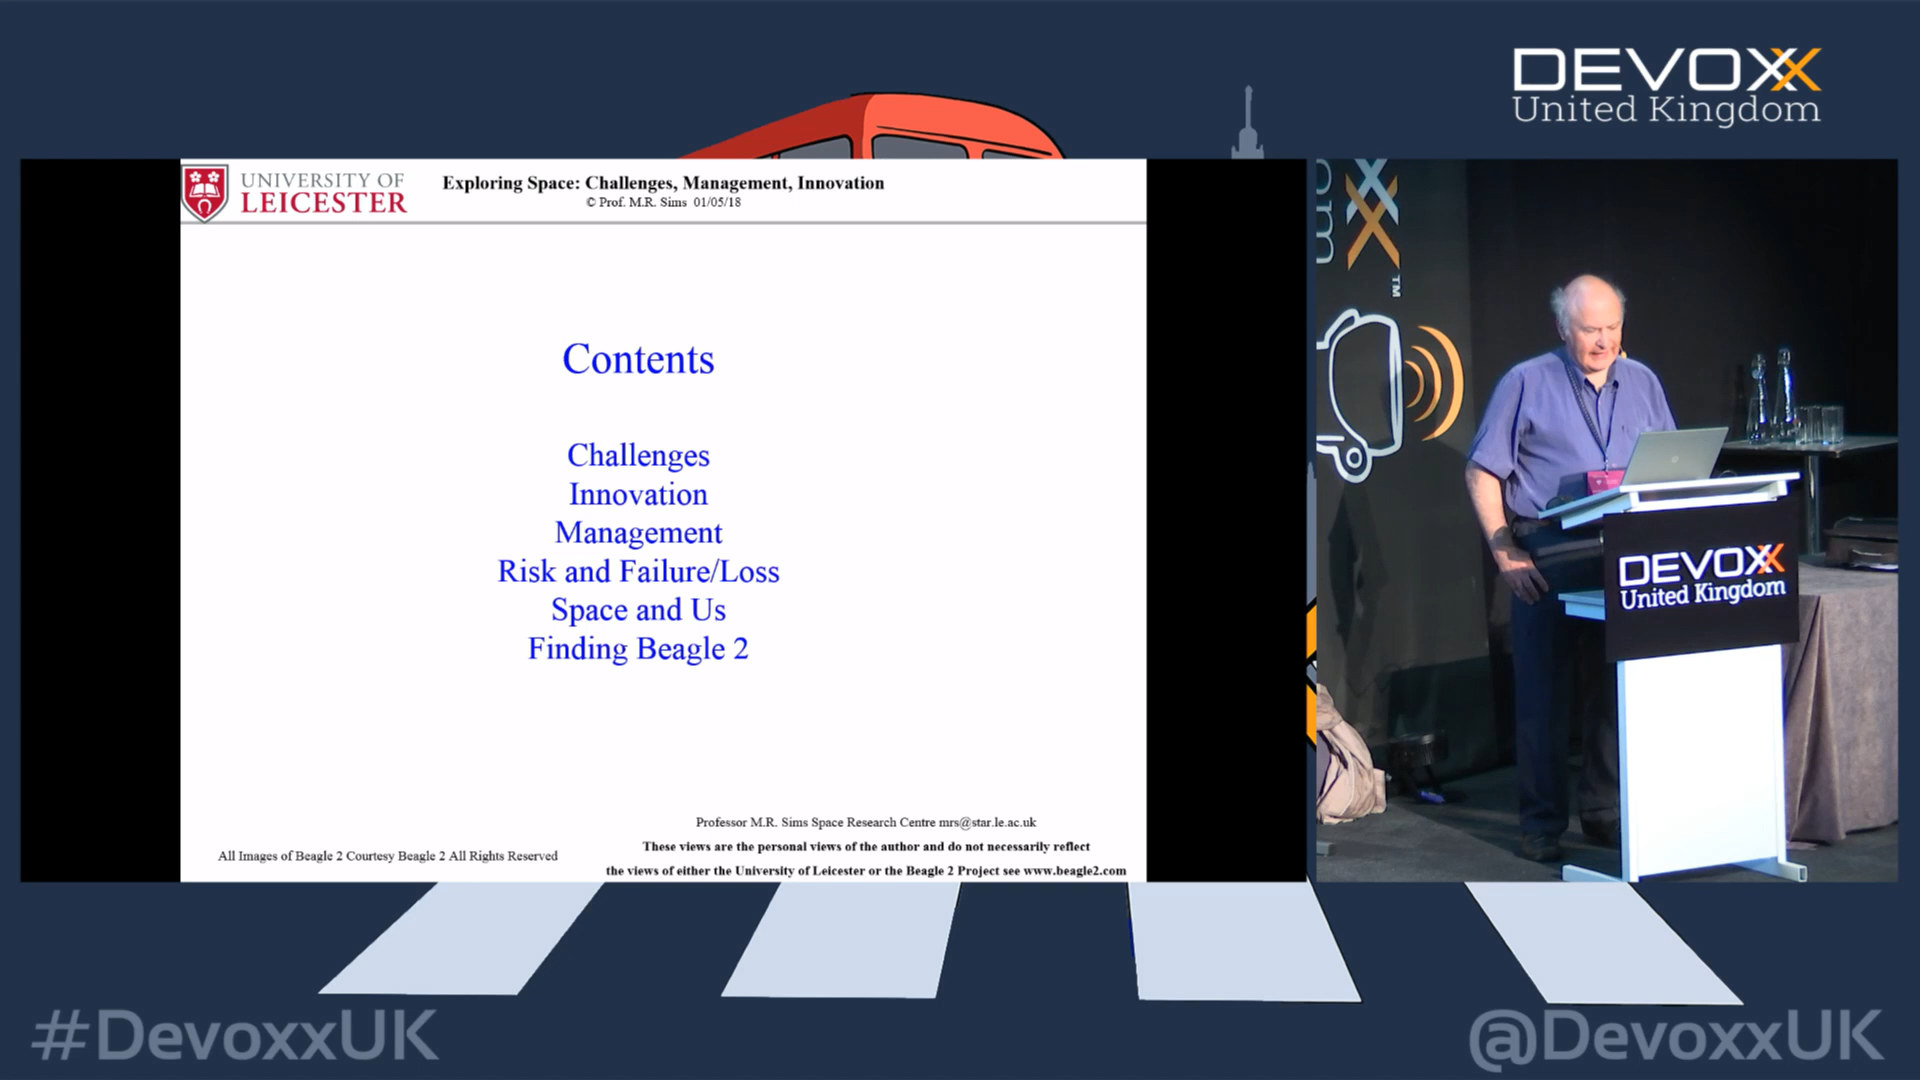 DEVOXX
United Kingdom
UNIVERSITY OF
LEICESTER
Exploring Space: Challenges, Management, Innovation
© Prof. M.R. Sims 01/05/18
Contents
Challenges
Innovation
Management
Risk and Failure/Loss
Space and Us
Finding Beagle 2
Professor M.R. Sims Space Research Centre mrs@star.le.ac.uk
All Images of Beagle 2 Courtesy Beagle 2 All Rights Reserved
These views are the personal views of the author and do not necessarily reflect
the views of either the University of Leicester or the Beagle 2 Project see www.beagle2.com
TM
DEVOXX
United Kingdom
#DevoxxUK
@DevoxxUK